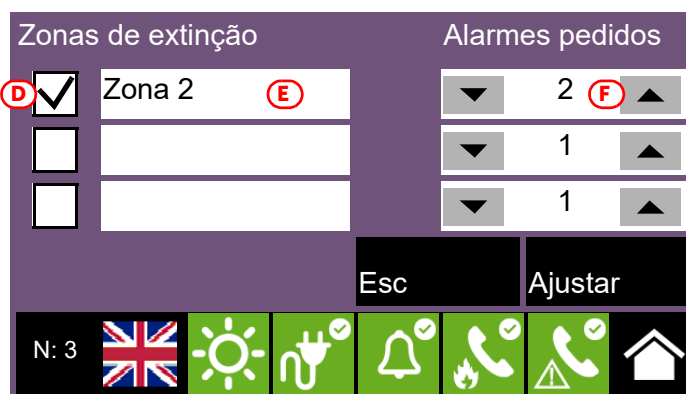 Zonas de extinção Alarmes pedidos
D Zona 2 E 2 F
1
1
Esc Ajustar
N: 3